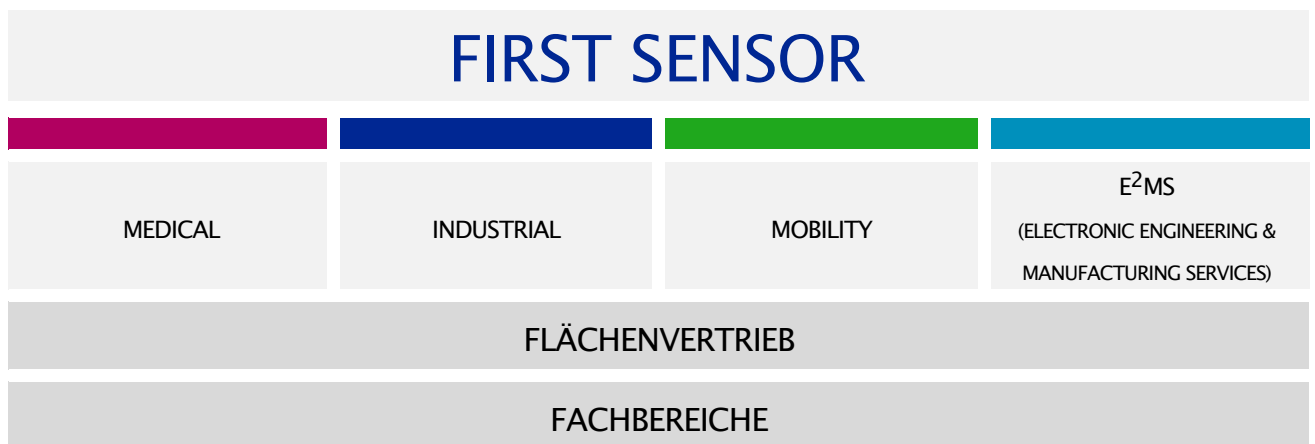 FIRST SENSOR
MEDICAL
INDUSTRIAL
MOBILITY
E²MS
(ELECTRONIC ENGINEERING &
MANUFACTURING SERVICES)
FLÄCHENVERTRIEB
FACHBEREICHE